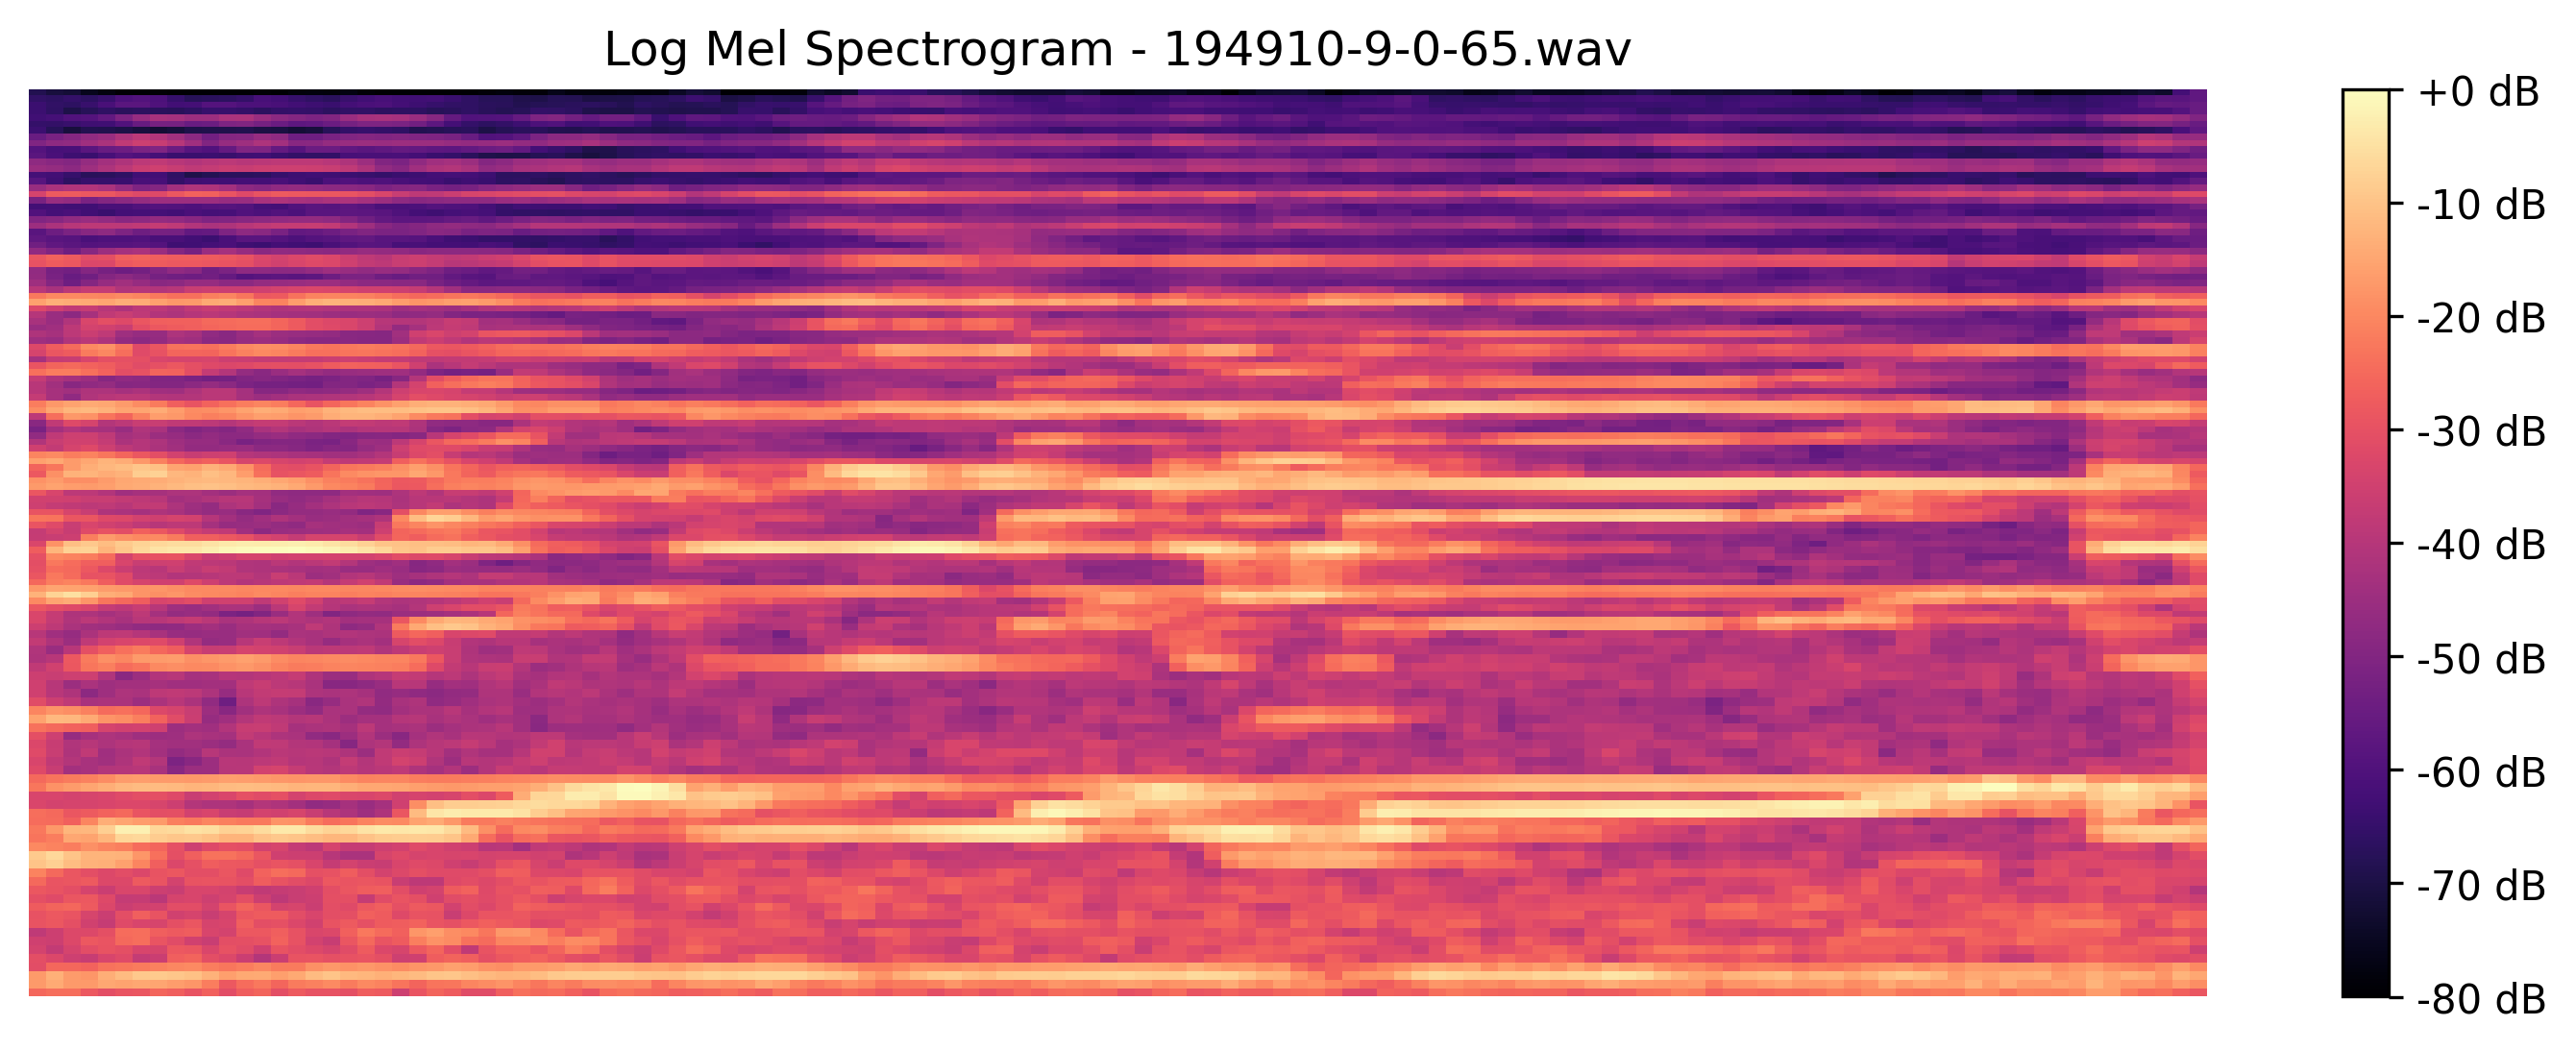 Log Mel Spectrogram - 194910-9-0-65.wav
+0 dB
-10 dB
-20 dB
-30 dB
-40 dB
-50 dB
-60 dB
-70 dB
-80 dB